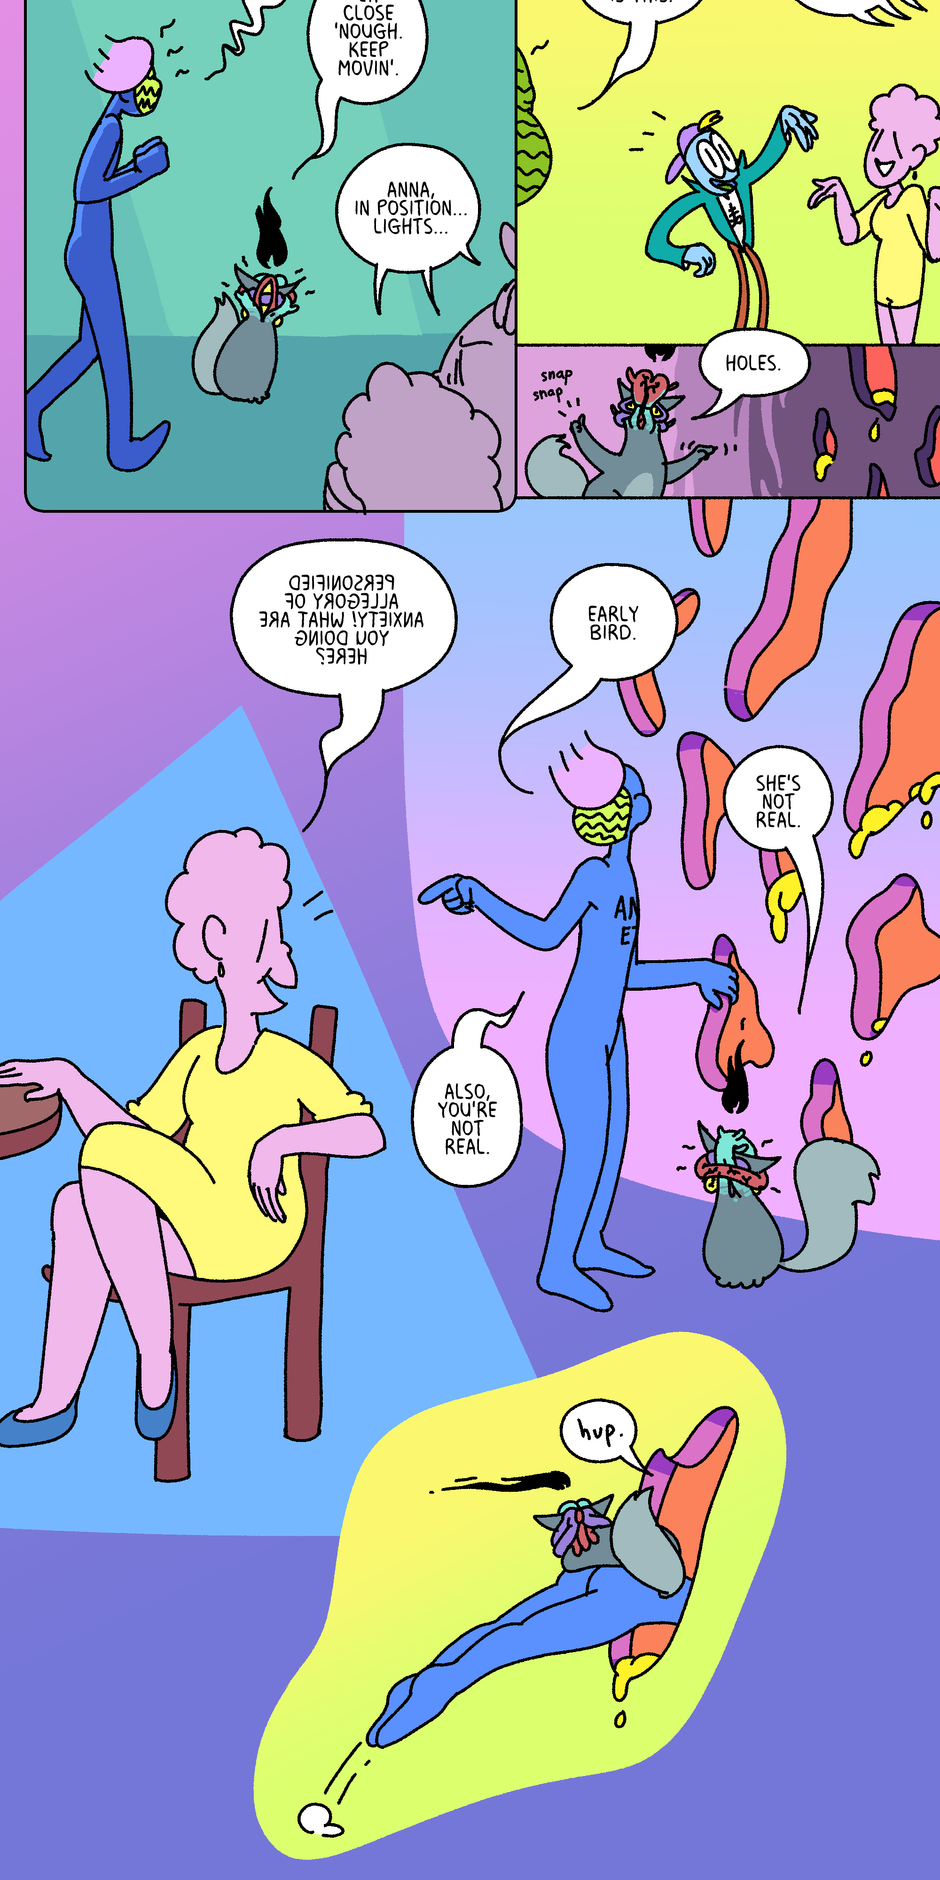 CLOSE
'NOUGH.
KEEP
MOVIN'.
ANNA,
IN POSITION...
LIGHTS...
snap
snap
HOLES.
PERSONIFIED
ALLEGORY OF
ANXIETY! WHAT ARE
YOU DOING
HERE?
EARLY
BIRD.
SHE'S
NOT
REAL.
AN
ET
ALSO,
YOU'RE
NOT
REAL.
hup.